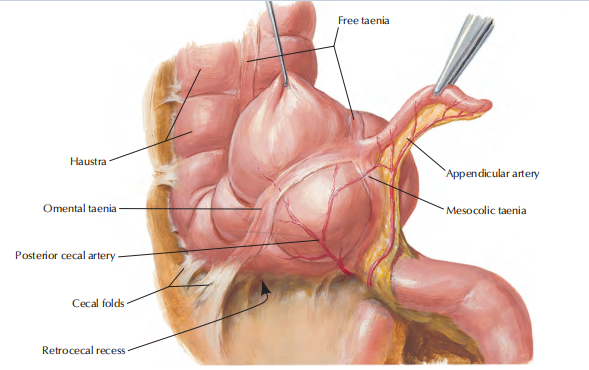 Free taenia
Haustra
Appendicular artery
Omental taenia
Mesocolic taenia
Posterior cecal artery
Cecal folds
Retrocecal recess